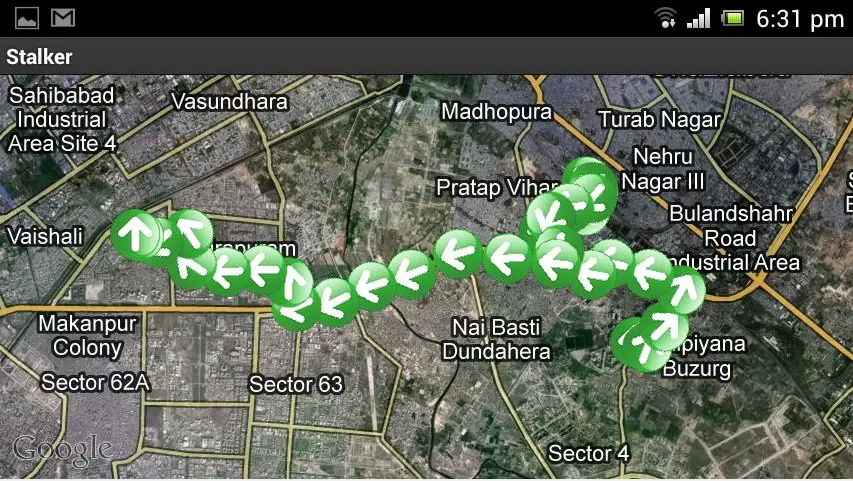 6:31 pm
Stalker
Sahibabad
Industrial
Area Site 4
Vasundhara
Madhopura
Turab Nagar
Nehru
Nagar III
Pratap Vihar
Bulandshahr
Road
ndustrial Area
Vaishali
Makanpur
Colony
Nai Basti
Dundahera
Buzurg
Sector 62A
Sector 63
Sector 4
Google